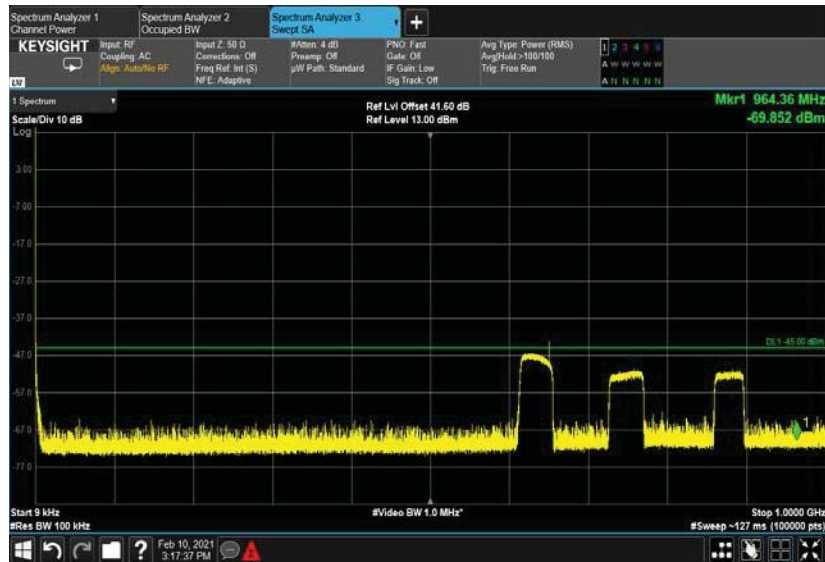 Spectrum Analyzer 1
Channel Power
Spectrum Analyzer 2
Occupied BW
Spectrum Analyzer 3
Swept SA
KEYSIGHT
Input: RF
Coupling: AC
Align: Auto/No RF
Input Z: 50 Ω
Corrections: Off
Freq Ref: Int (S)
NFE: Adaptive
#Atten: 4 dB
Preamp: Off
µW Path: Standard
PNO: Fast
Gate: Off
IF Gain: Low
Sig Track: Off
Avg Type: Power (RMS)
Avg|Hold:>100/100
Trig: Free Run
1 2 3 4 5 6
A W W W W W
A N N N N N
1 Spectrum
Scale/Div 10 dB
Log
Ref Lvl Offset 41.60 dB
Ref Level 13.00 dBm
Mkr1 964.36 MHz
-69.852 dBm
3.00
-7.00
-17.0
-27.0
-37.0
-47.0
-57.0
-67.0
-77.0
DL1 -45.00 dBm
1
Start 9 kHz
#Res BW 100 kHz
#Video BW 1.0 MHz*
Stop 1.0000 GHz
#Sweep ~127 ms (100000 pts)
?
Feb 10, 2021
3:17:37 PM